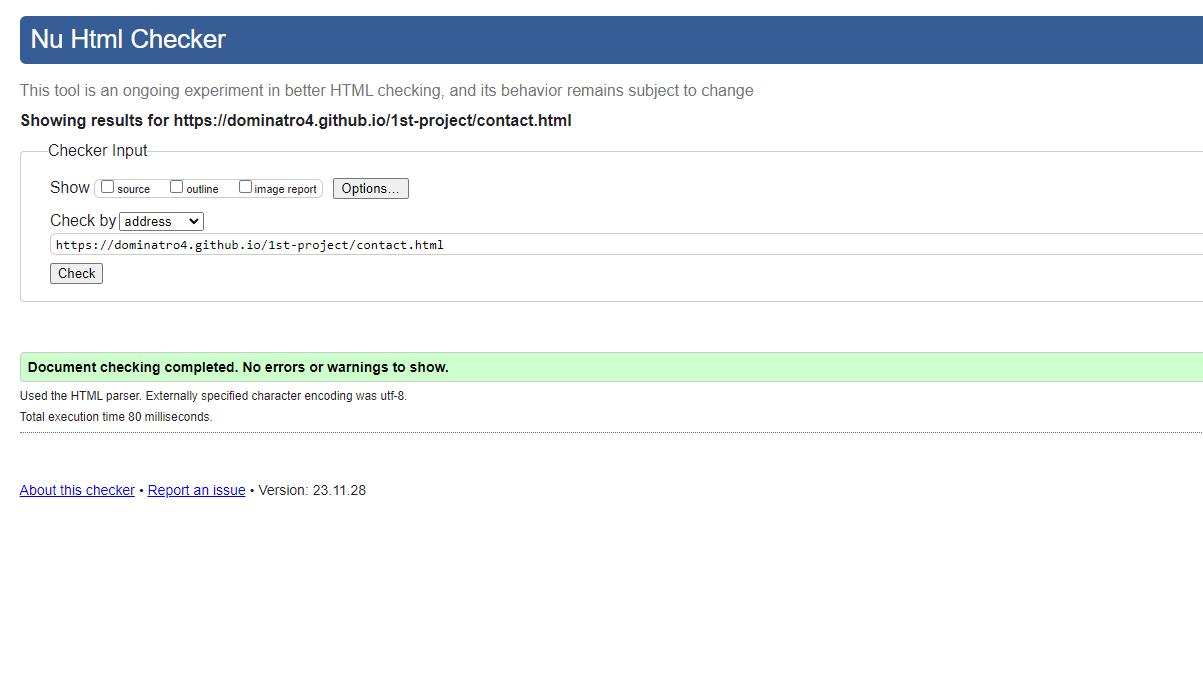 Nu Html Checker
This tool is an ongoing experiment in better HTML checking, and its behavior remains subject to change
Showing results for https://dominatro4.github.io/1st-project/contact.html
Checker Input
Show source outline image report Options...
Check by address
https://dominatro4.github.io/1st-project/contact.html
Check
Document checking completed. No errors or warnings to show.
Used the HTML parser. Externally specified character encoding was utf-8.
Total execution time 80 milliseconds.
About this checker • Report an issue • Version: 23.11.28